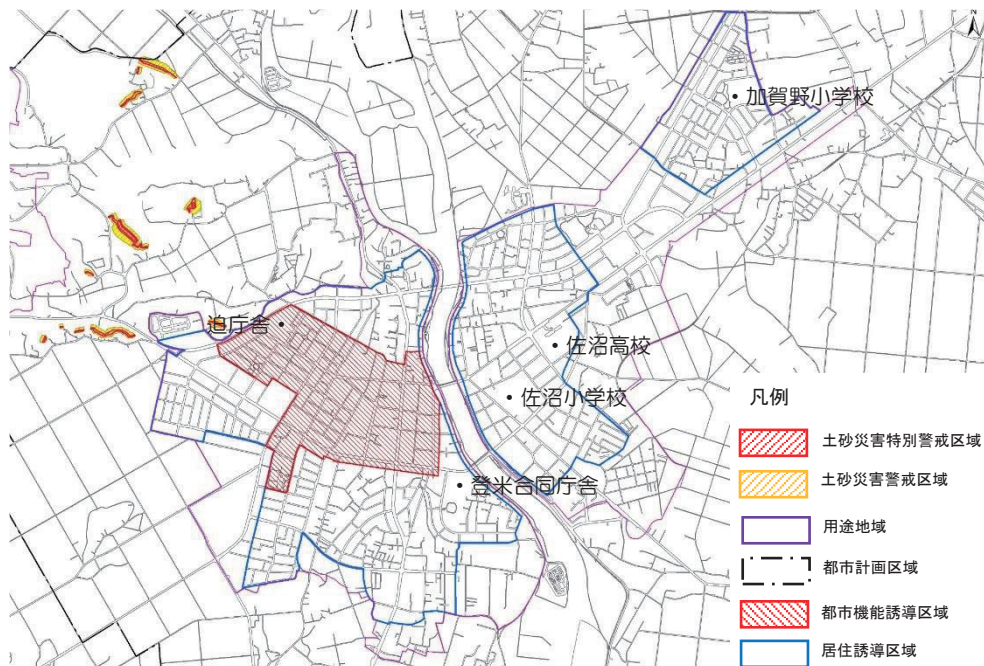 ・加賀野小学校
迫庁舎・
・佐沼高校
・佐沼小学校
・登米合同庁舎
凡例
土砂災害特別警戒区域
土砂災害警戒区域
用途地域
都市計画区域
都市機能誘導区域
居住誘導区域